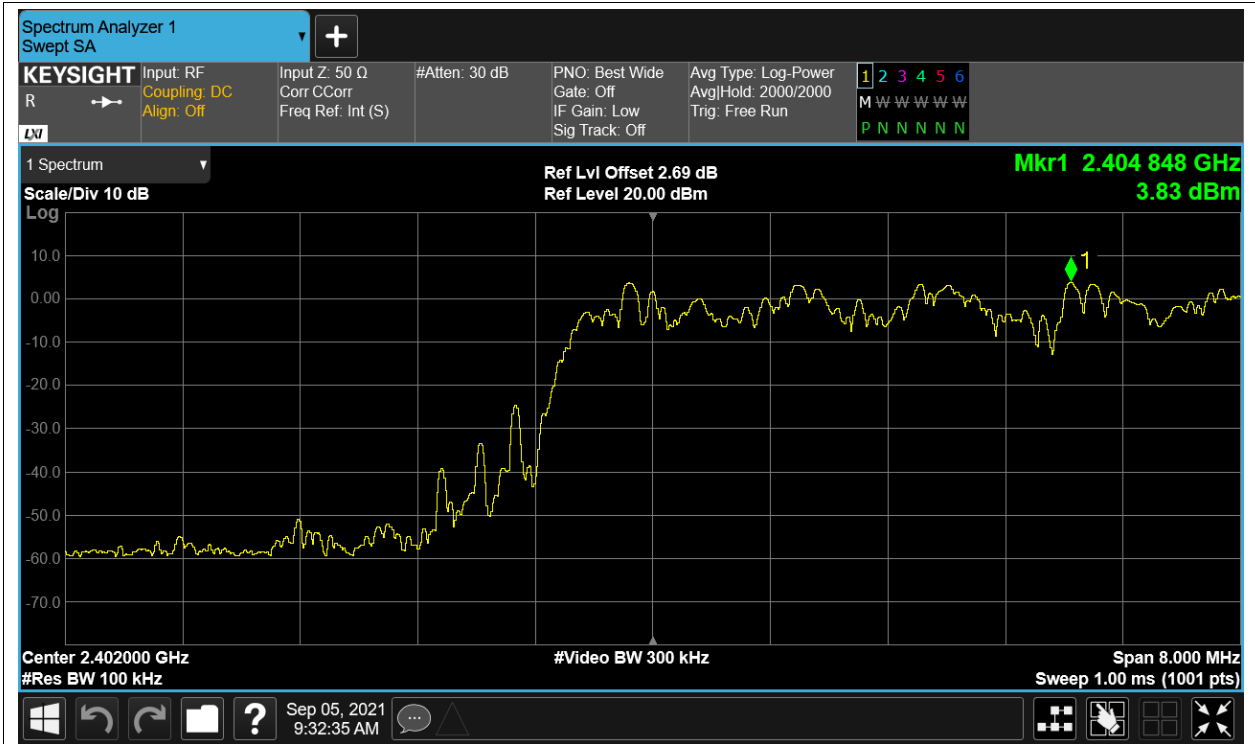 Spectrum Analyzer 1
Swept SA
+
KEYSIGHT
R
LXI
Input: RF
Coupling: DC
Align: Off
Input Z: 50 Ω
Corr CCorr
Freq Ref: Int (S)
#Atten: 30 dB
PNO: Best Wide
Gate: Off
IF Gain: Low
Sig Track: Off
Avg Type: Log-Power
Avg|Hold: 2000/2000
Trig: Free Run
1 2 3 4 5 6
M W W W W W
P N N N N N
1 Spectrum
Scale/Div 10 dB
Log
Ref Lvl Offset 2.69 dB
Ref Level 20.00 dBm
Mkr1 2.404 848 GHz
3.83 dBm
1
10.0
0.00
-10.0
-20.0
-30.0
-40.0
-50.0
-60.0
-70.0
Center 2.402000 GHz
#Video BW 300 kHz
Span 8.000 MHz
#Res BW 100 kHz
Sweep 1.00 ms (1001 pts)
?
Sep 05, 2021
9:32:35 AM